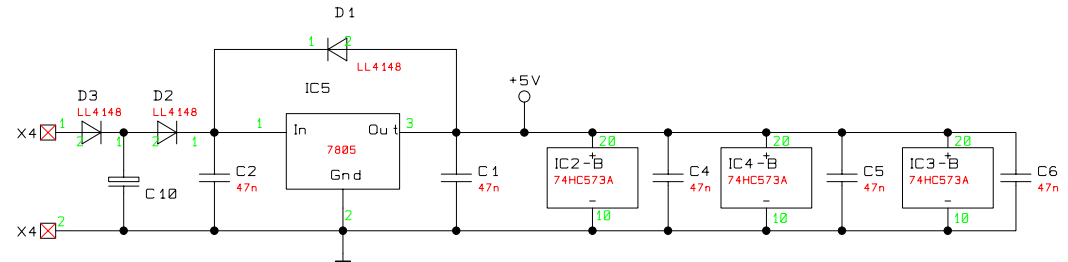 D1
1 2
LL4148
IC5
+5V
D3
LL4148
D2
LL4148
X4 1
2 1
2 1
1
In
Out
3
7805
Gnd
2
C10
C2
47n
C1
47n
20
IC2-B
+
74HC573A
-
10
C4
47n
20
IC4-B
+
74HC573A
-
10
C5
47n
20
IC3-B
+
74HC573A
-
10
C6
47n
X4 2